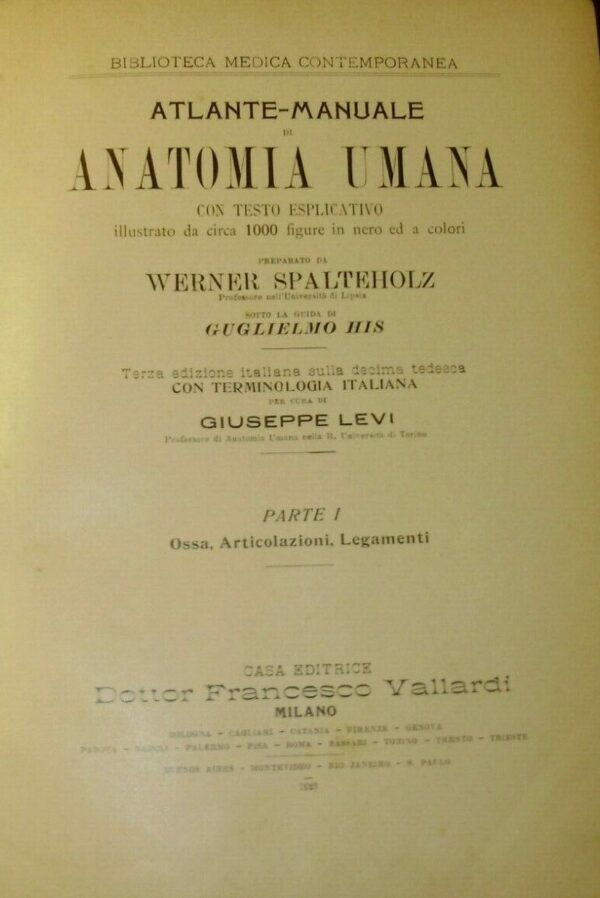 BIBLIOTECA MEDICA CONTEMPORANEA
ATLANTE-MANUALE
DI
ANATOMIA UMANA
CON TESTO ESPLICATIVO
illustrato da circa 1000 figure in nero ed a colori
PREPARATO DA
WERNER SPALTEHOLZ
Professore nell'Università di Lipsia
SOTTO LA GUIDA DI
GUGLIELMO HIS
Terza edizione italiana sulla decima tedesca
CON TERMINOLOGIA ITALIANA
PER CURA DI
GIUSEPPE LEVI
Professore di Anatomia Umana nella R. Università di Torino
PARTE I
Ossa, Articolazioni, Legamenti
CASA EDITRICE
Dottor Francesco Vallardi
MILANO
BOLOGNA - CAGLIARI - CATANIA - FIRENZE - GENOVA
PADOVA - NAPOLI - PALERMO - PISA - ROMA - SASSARI - TORINO - TRENTO - TRIESTE
BUENOS AIRES - MONTEVIDEO - RIO JANEIRO - S. PAULO